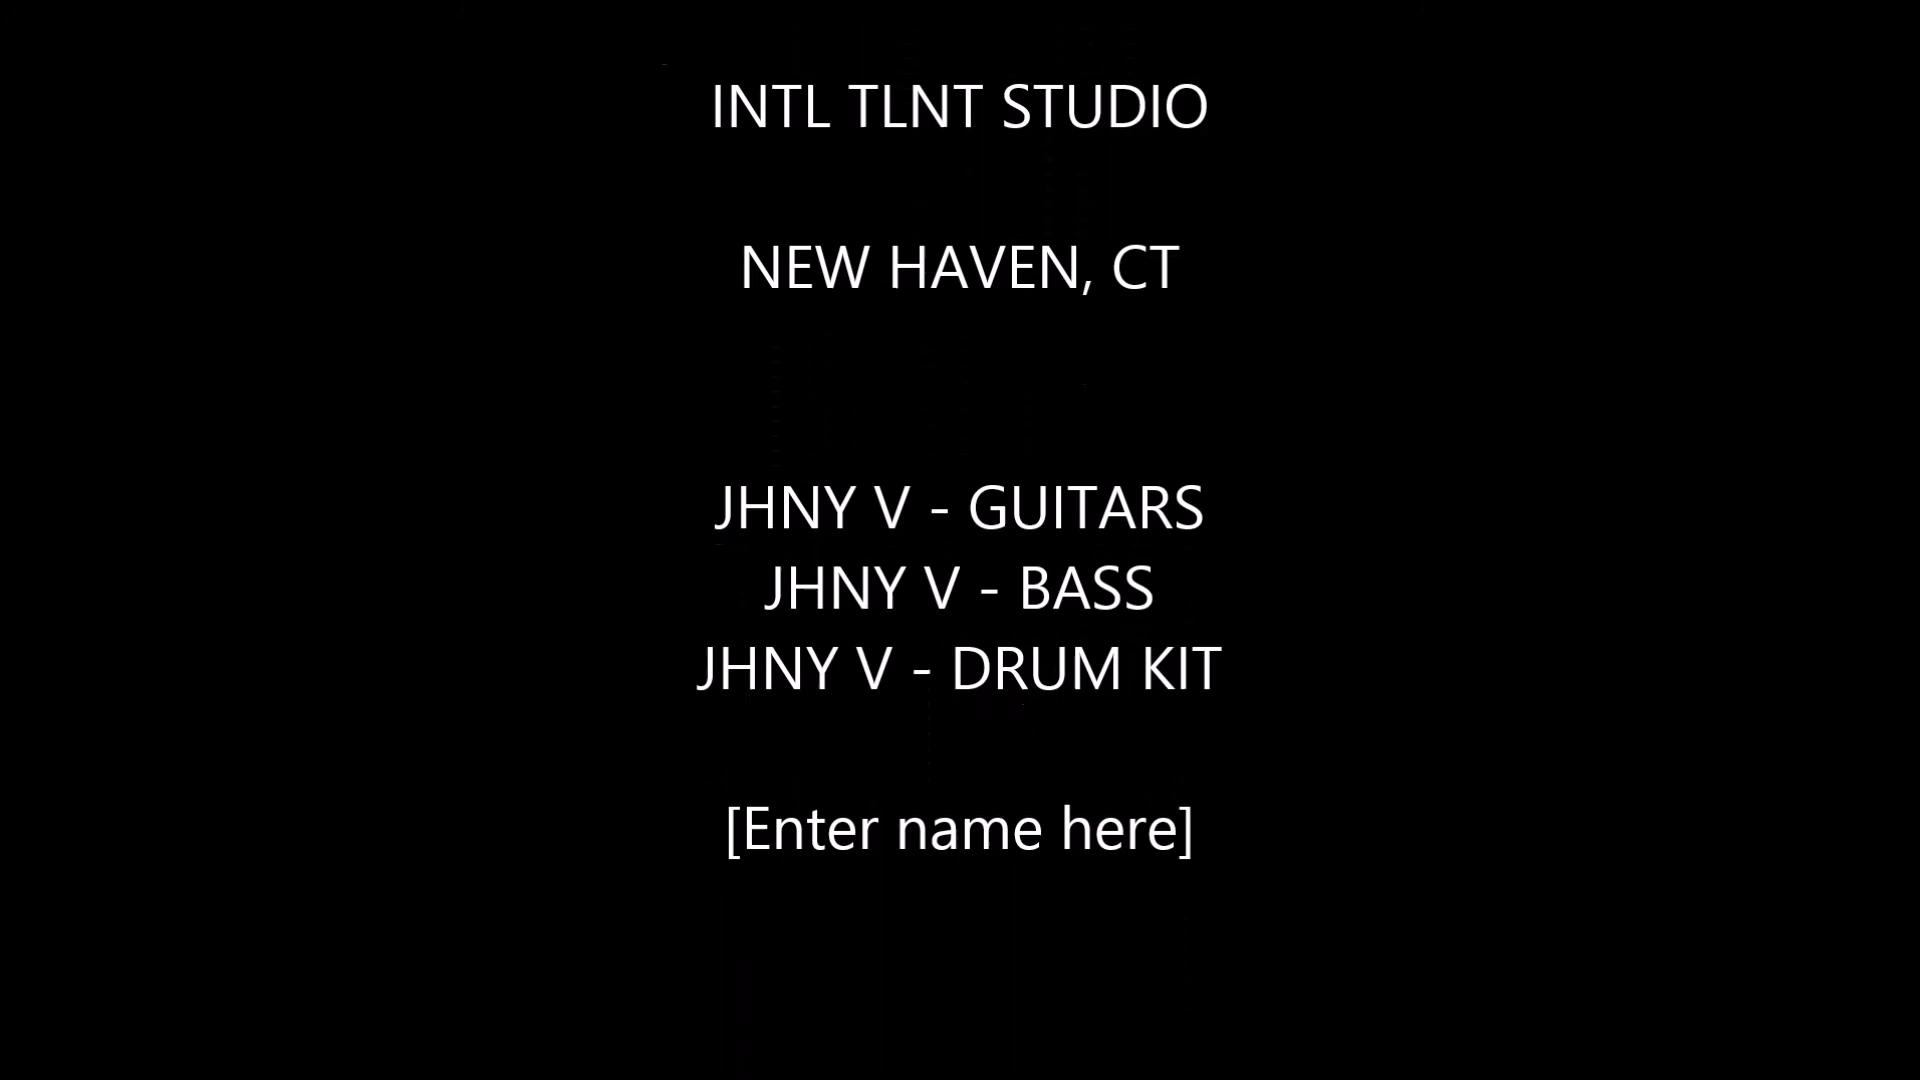 INTL TLNT STUDIO
NEW HAVEN, CT
JHNY V - GUITARS
JHNY V - BASS
JHNY V - DRUM KIT
[Enter name here]